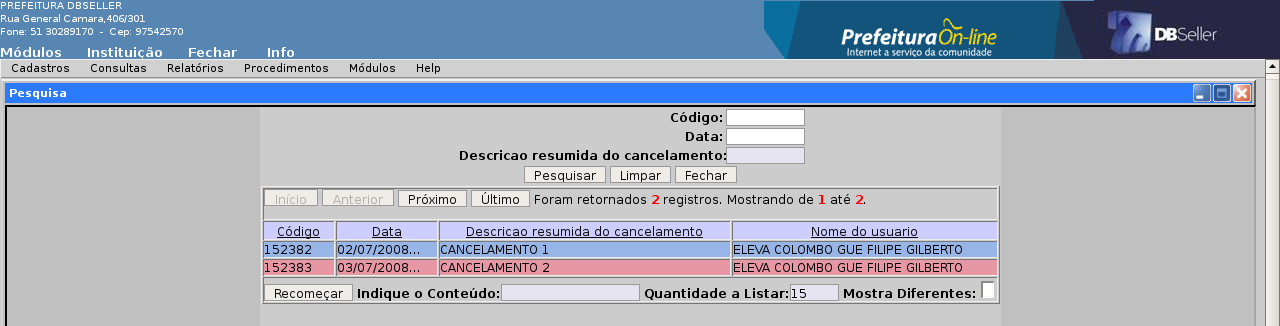 PREFEITURA DBSELLER
Rua General Camara,406/301
Fone: 51 30289170 - Cep: 97542570
Prefeitura On-line
Internet a serviço da comunidade
DBSeller
Módulos Instituição Fechar Info
Cadastros Consultas Relatórios Procedimentos Módulos Help
Pesquisa
Código:
Data:
Descricao resumida do cancelamento:
Pesquisar Limpar Fechar
Início Anterior Próximo Último Foram retornados 2 registros. Mostrando de 1 até 2.
Código Data Descricao resumida do cancelamento Nome do usuario
152382 02/07/2008... CANCELAMENTO 1 ELEVA COLOMBO GUE FILIPE GILBERTO
152383 03/07/2008... CANCELAMENTO 2 ELEVA COLOMBO GUE FILIPE GILBERTO
Recomeçar Indique o Conteúdo: Quantidade a Listar: 15 Mostra Diferentes: